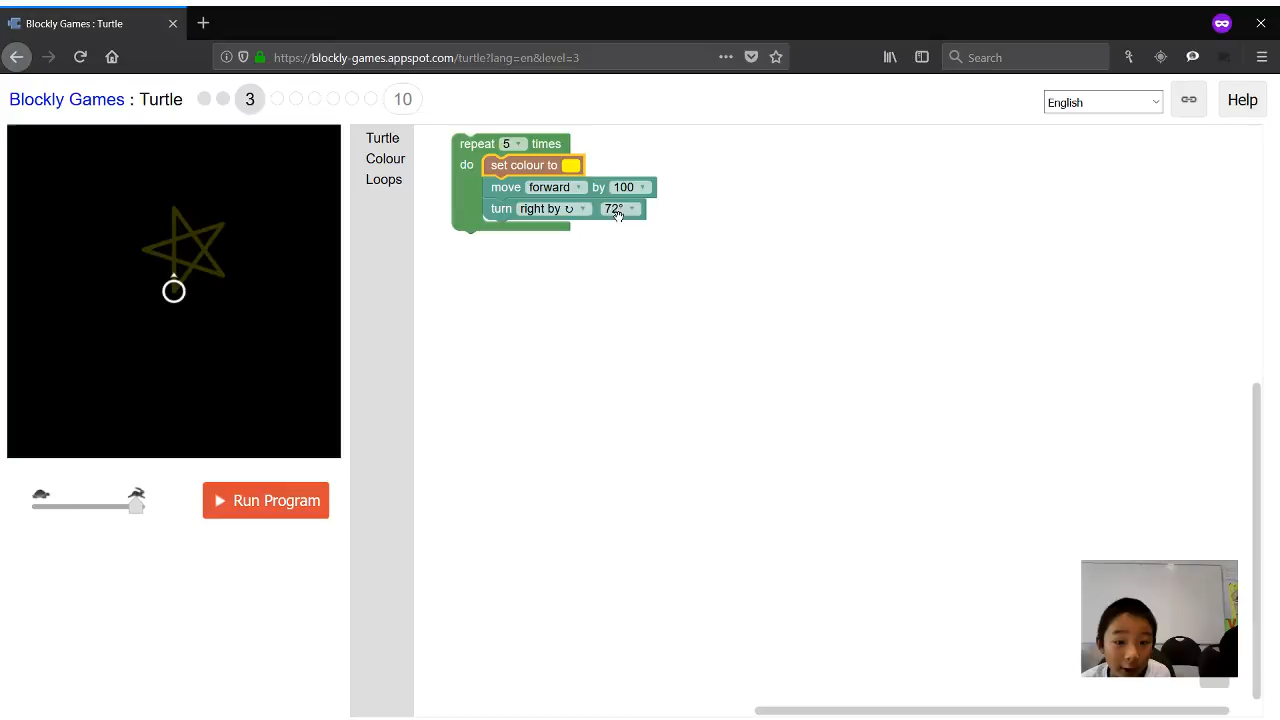 Blockly Games : Turtle
https://blockly-games.appspot.com/turtle?lang=en&level=3
Search
Blockly Games : Turtle
3
10
English
Help
Turtle
Colour
Loops
repeat 5 times
do
set colour to
move forward by 100
turn right by ↻ 72°
Run Program